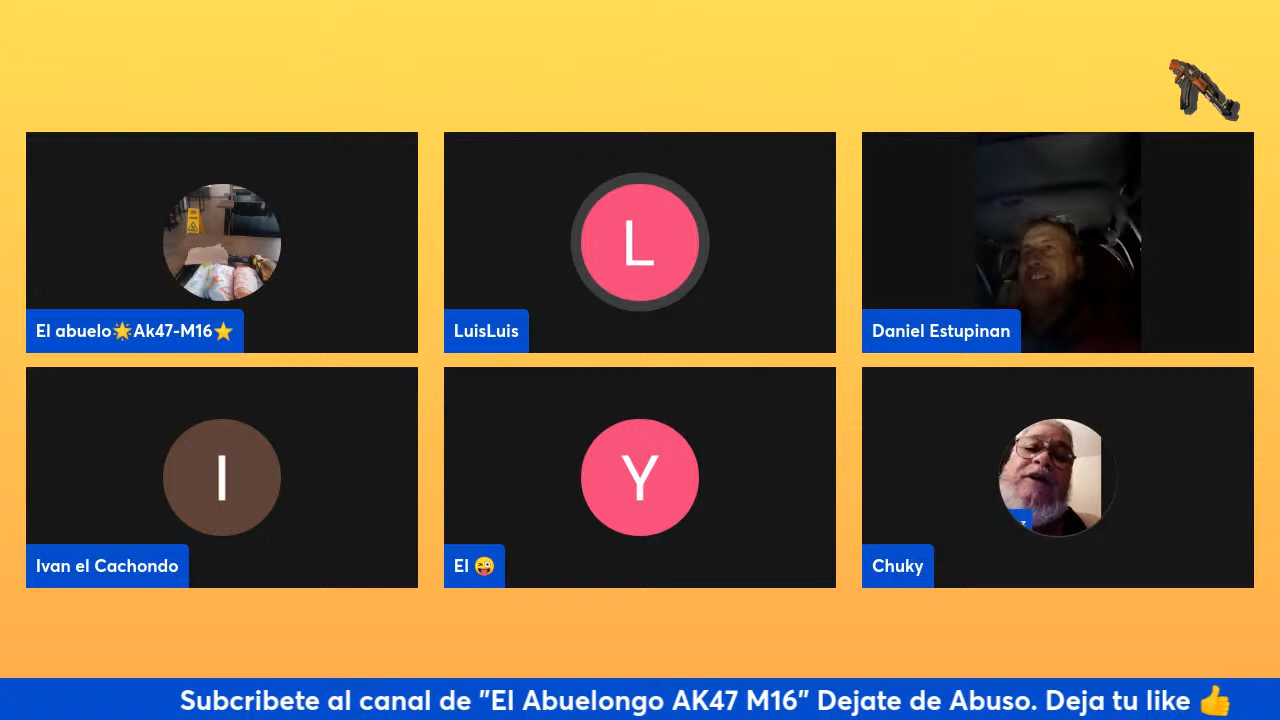 El abuelo🌟Ak47-M16⭐
L
LuisLuis
Daniel Estupinan
I
Ivan el Cachondo
Y
El 😜
Chuky
Subcribete al canal de "El Abuelongo AK47 M16" Dejate de Abuso. Deja tu like 👍